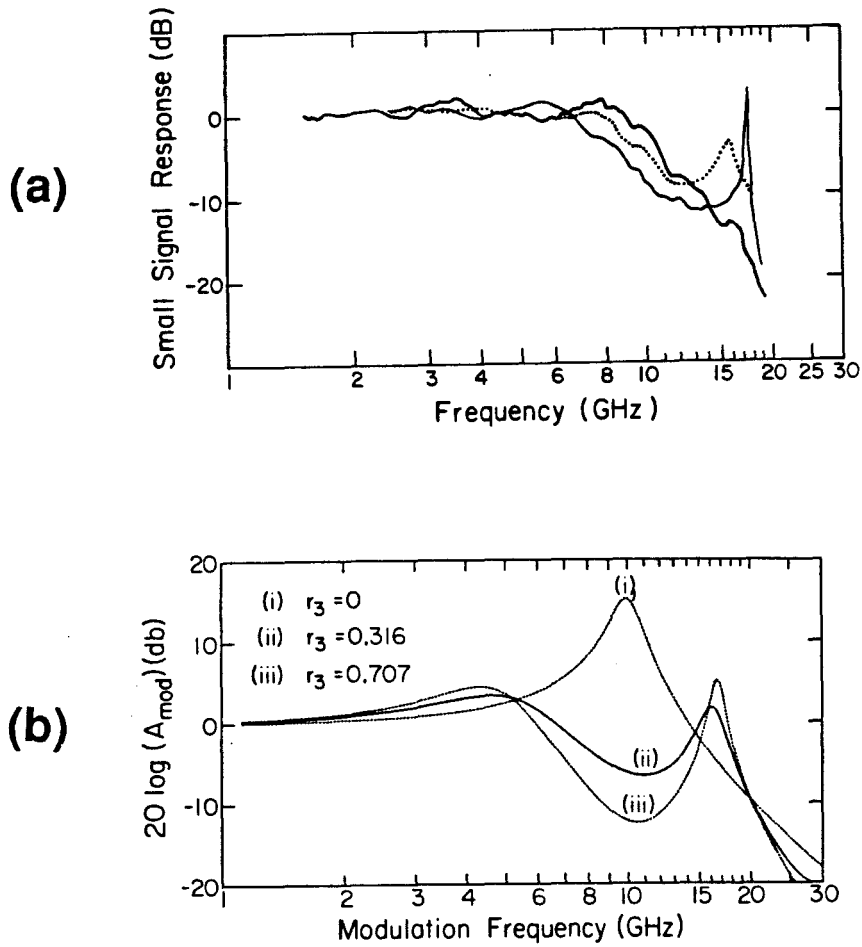 (a)
Small Signal Response (dB)
0
-10
-20
1 2 3 4 6 8 10 15 20 25 30
Frequency (GHz)
(b)
20 log (Amod) (db)
20
10
0
-10
-20
(i) r3 = 0
(ii) r3 = 0.316
(iii) r3 = 0.707
(i)
(ii)
(iii)
2 3 4 6 8 10 15 20 30
Modulation Frequency (GHz)